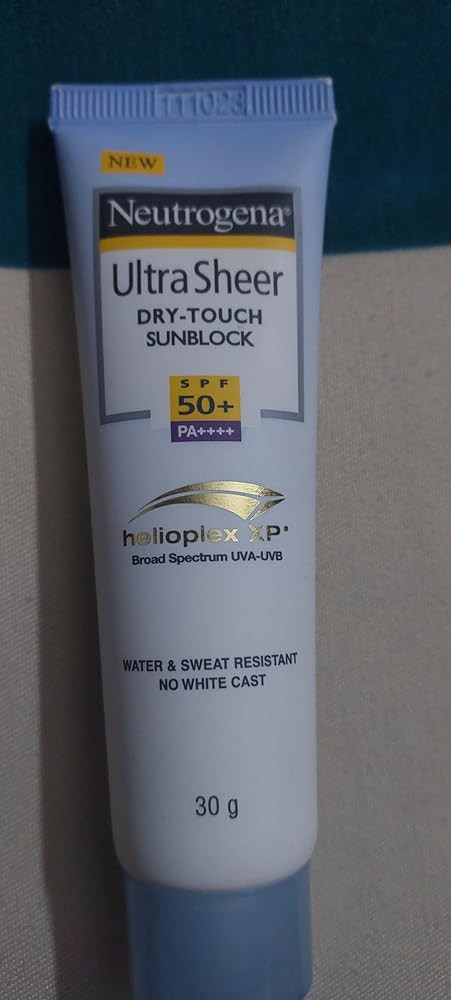 111023
NEW
Neutrogena®
Ultra Sheer
DRY-TOUCH
SUNBLOCK
SPF
50+
PA++++
helioplex XP®
Broad Spectrum UVA-UVB
WATER & SWEAT RESISTANT
NO WHITE CAST
30 g